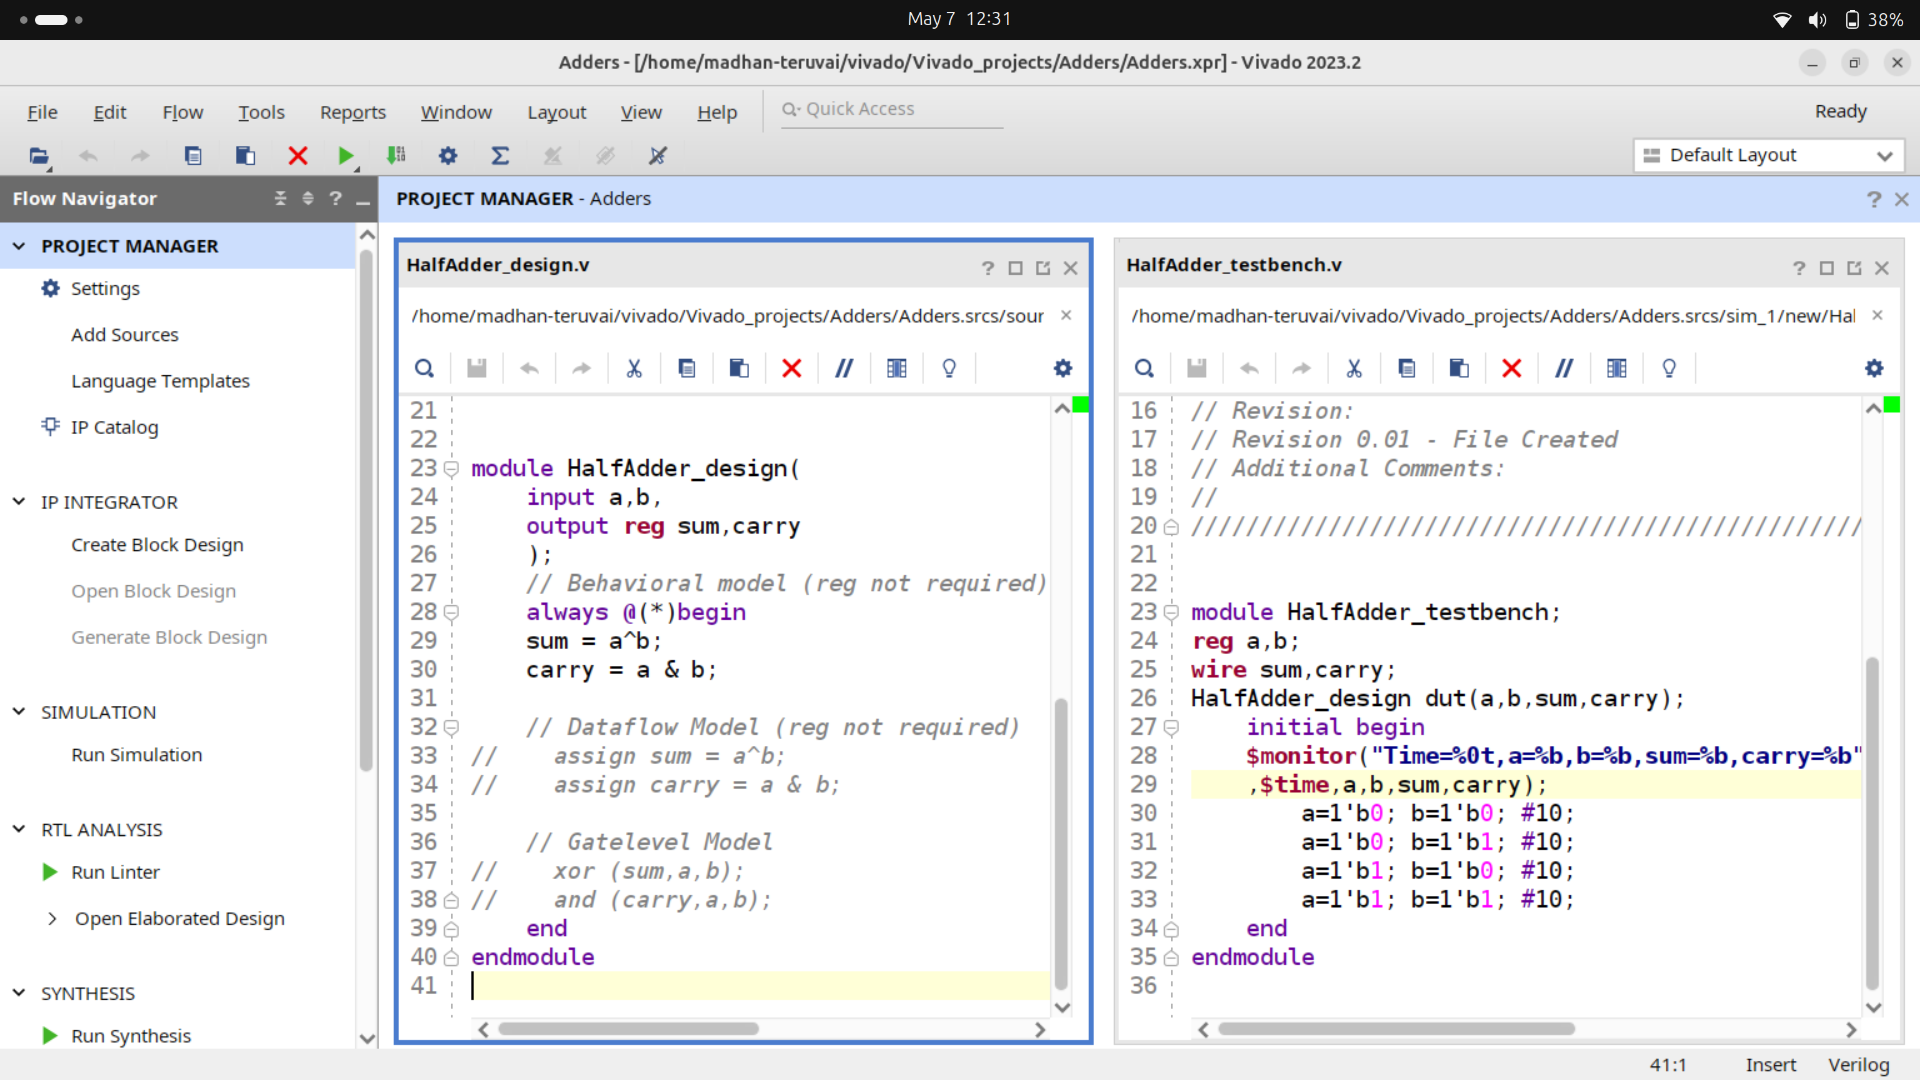 May 7 12:31
38%
Adders - [/home/madhan-teruvai/vivado/Vivado_projects/Adders/Adders.xpr] - Vivado 2023.2
File Edit Flow Tools Reports Window Layout View Help
Quick Access
Ready
Default Layout
Flow Navigator
PROJECT MANAGER
Settings
Add Sources
Language Templates
IP Catalog
IP INTEGRATOR
Create Block Design
Open Block Design
Generate Block Design
SIMULATION
Run Simulation
RTL ANALYSIS
Run Linter
Open Elaborated Design
SYNTHESIS
Run Synthesis
PROJECT MANAGER - Adders
HalfAdder_design.v
/home/madhan-teruvai/vivado/Vivado_projects/Adders/Adders.srcs/sour
21
22
23 module HalfAdder_design(
24 input a,b,
25 output reg sum,carry
26 );
27 // Behavioral model (reg not required)
28 always @(*)begin
29 sum = a^b;
30 carry = a & b;
31
32 // Dataflow Model (reg not required)
33 // assign sum = a^b;
34 // assign carry = a & b;
35
36 // Gatelevel Model
37 // xor (sum,a,b);
38 // and (carry,a,b);
39 end
40 endmodule
41
HalfAdder_testbench.v
/home/madhan-teruvai/vivado/Vivado_projects/Adders/Adders.srcs/sim_1/new/Hal
16 // Revision:
17 // Revision 0.01 - File Created
18 // Additional Comments:
19 //
20 /////////////////////////////////////////////////
21
22
23 module HalfAdder_testbench;
24 reg a,b;
25 wire sum,carry;
26 HalfAdder_design dut(a,b,sum,carry);
27 initial begin
28 $monitor("Time=%0t,a=%b,b=%b,sum=%b,carry=%b"
29 ,$time,a,b,sum,carry);
30 a=1'b0; b=1'b0; #10;
31 a=1'b0; b=1'b1; #10;
32 a=1'b1; b=1'b0; #10;
33 a=1'b1; b=1'b1; #10;
34 end
35 endmodule
36
41:1 Insert Verilog